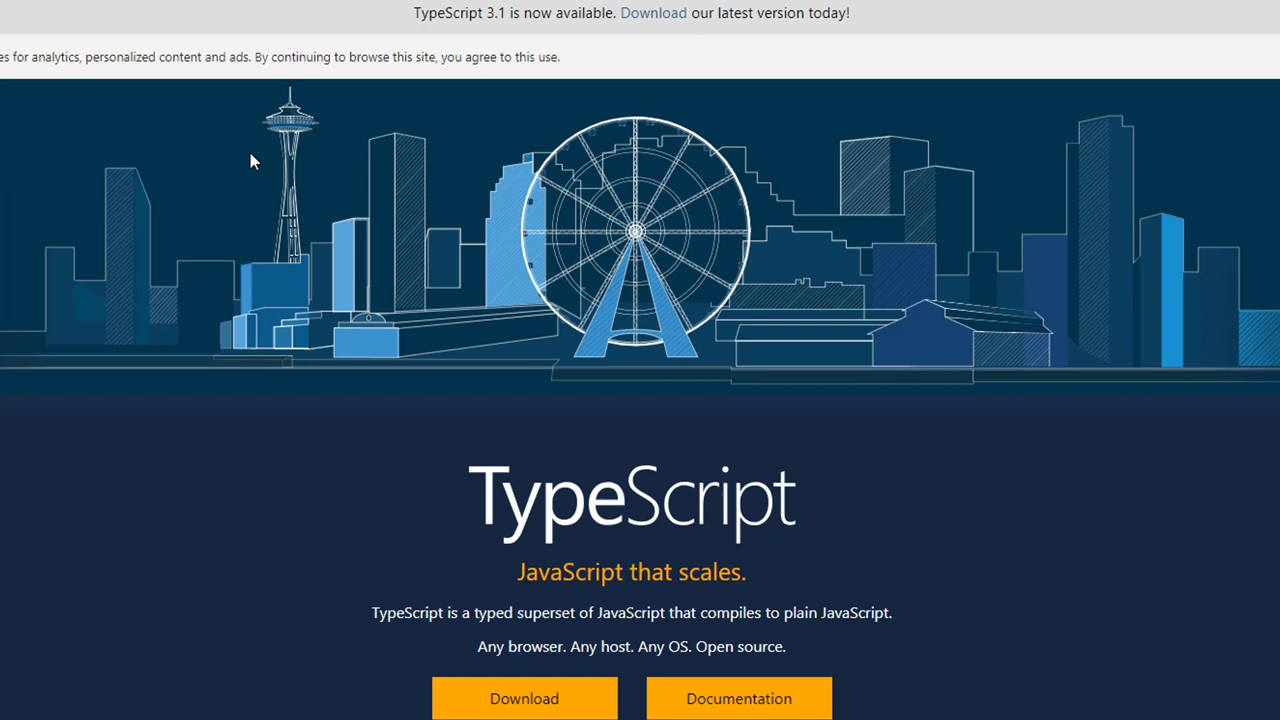 TypeScript 3.1 is now available. Download our latest version today!
es for analytics, personalized content and ads. By continuing to browse this site, you agree to this use.
TypeScript
JavaScript that scales.
TypeScript is a typed superset of JavaScript that compiles to plain JavaScript.
Any browser. Any host. Any OS. Open source.
Download
Documentation